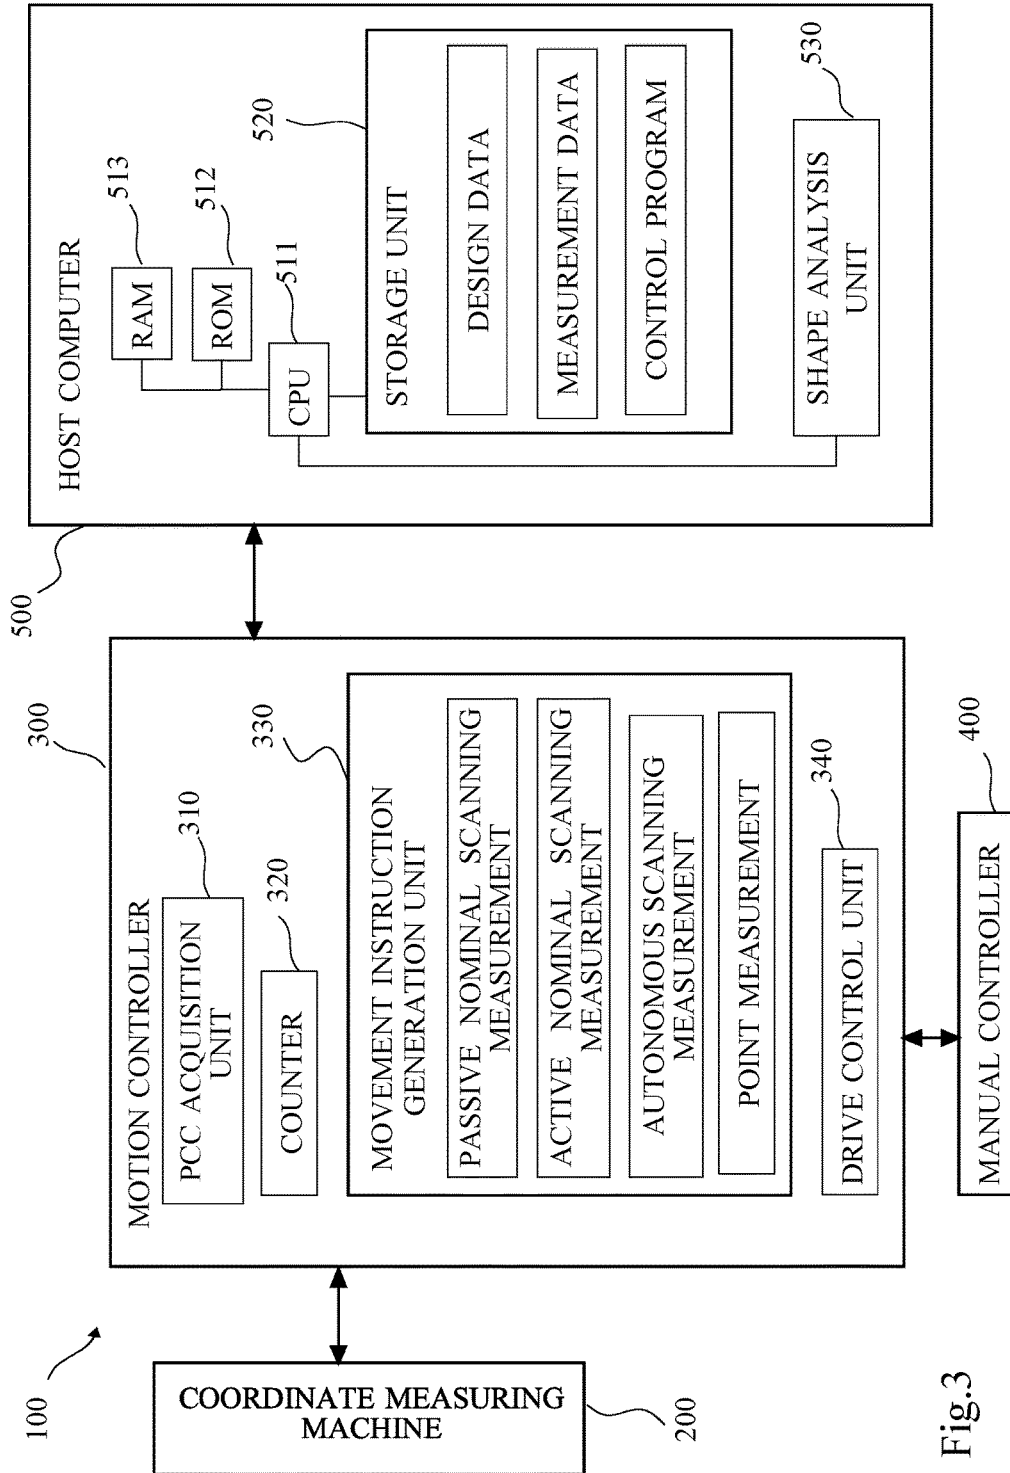 100
COORDINATE MEASURING
MACHINE
200
300
MOTION CONTROLLER
PCC ACQUISITION
UNIT
310
COUNTER
320
330
MOVEMENT INSTRUCTION
GENERATION UNIT
PASSIVE NOMINAL SCANNING
MEASUREMENT
ACTIVE NOMINAL SCANNING
MEASUREMENT
AUTONOMOUS SCANNING
MEASUREMENT
POINT MEASUREMENT
DRIVE CONTROL UNIT
340
MANUAL CONTROLLER
400
500
HOST COMPUTER
RAM
513
ROM
512
CPU
511
520
STORAGE UNIT
DESIGN DATA
MEASUREMENT DATA
CONTROL PROGRAM
SHAPE ANALYSIS
UNIT
530
Fig.3